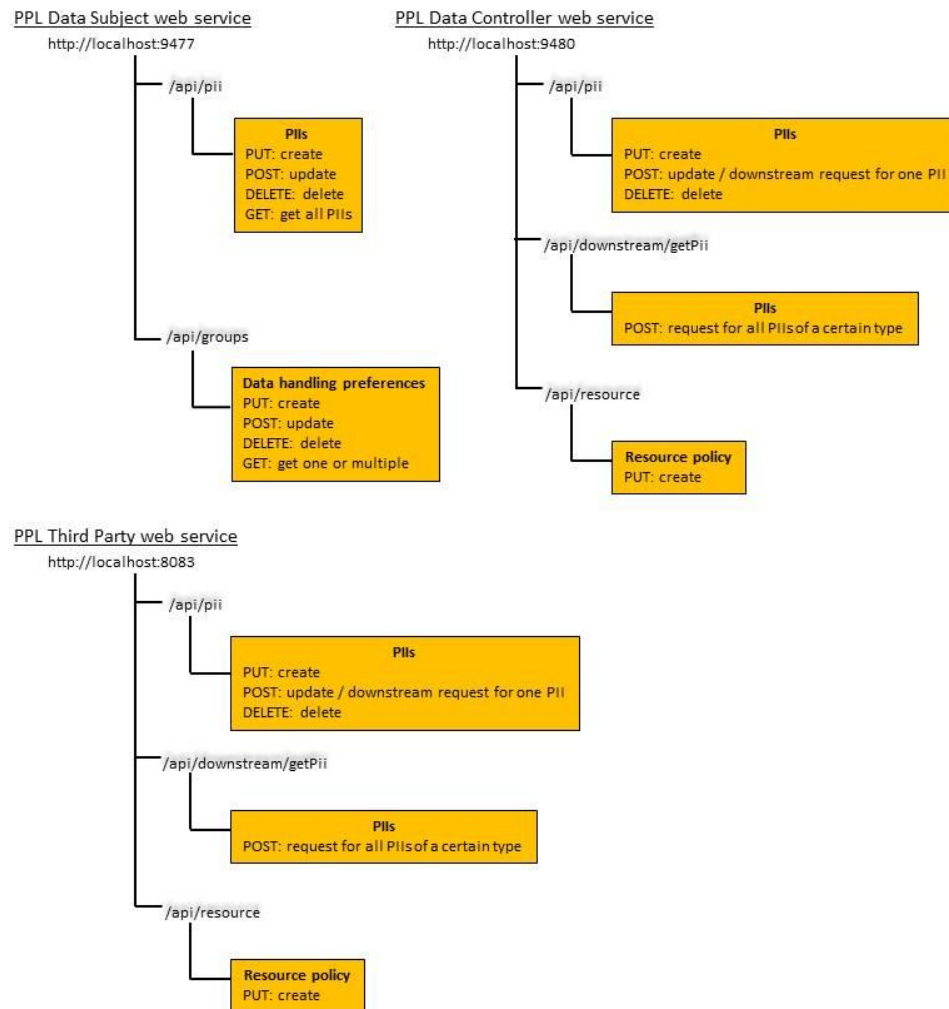 PPL Data Subject web service
http://localhost:9477
/api/pii
PIIs
PUT: create
POST: update
DELETE: delete
GET: get all PIIs
/api/groups
Data handling preferences
PUT: create
POST: update
DELETE: delete
GET: get one or multiple
PPL Data Controller web service
http://localhost:9480
/api/pii
PIIs
PUT: create
POST: update / downstream request for one PII
DELETE: delete
/api/downstream/getPii
PIIs
POST: request for all PIIs of a certain type
/api/resource
Resource policy
PUT: create
PPL Third Party web service
http://localhost:8083
/api/pii
PIIs
PUT: create
POST: update / downstream request for one PII
DELETE: delete
/api/downstream/getPii
PIIs
POST: request for all PIIs of a certain type
/api/resource
Resource policy
PUT: create